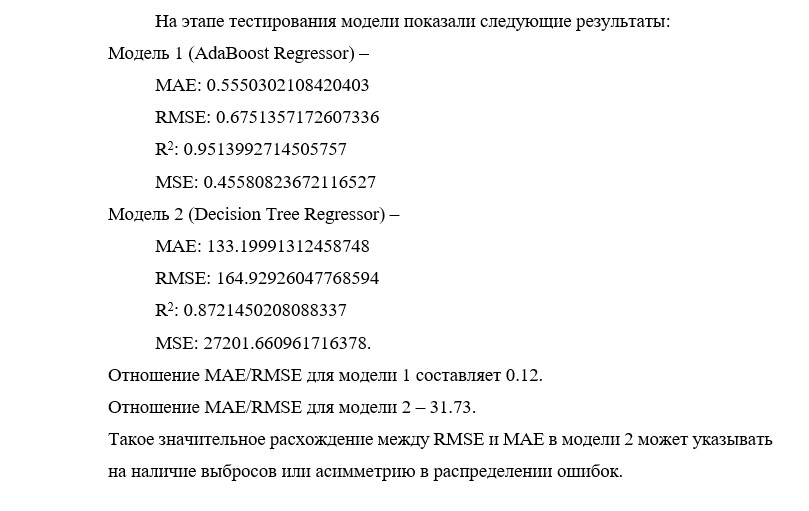 На этапе тестирования модели показали следующие результаты:
Модель 1 (AdaBoost Regressor) –
MAE: 0.5550302108420403
RMSE: 0.6751357172607336
R²: 0.9513992714505757
MSE: 0.45580823672116527
Модель 2 (Decision Tree Regressor) –
MAE: 133.19991312458748
RMSE: 164.92926047768594
R²: 0.8721450208088337
MSE: 27201.660961716378.
Отношение MAE/RMSE для модели 1 составляет 0.12.
Отношение MAE/RMSE для модели 2 – 31.73.
Такое значительное расхождение между RMSE и MAE в модели 2 может указывать
на наличие выбросов или асимметрию в распределении ошибок.